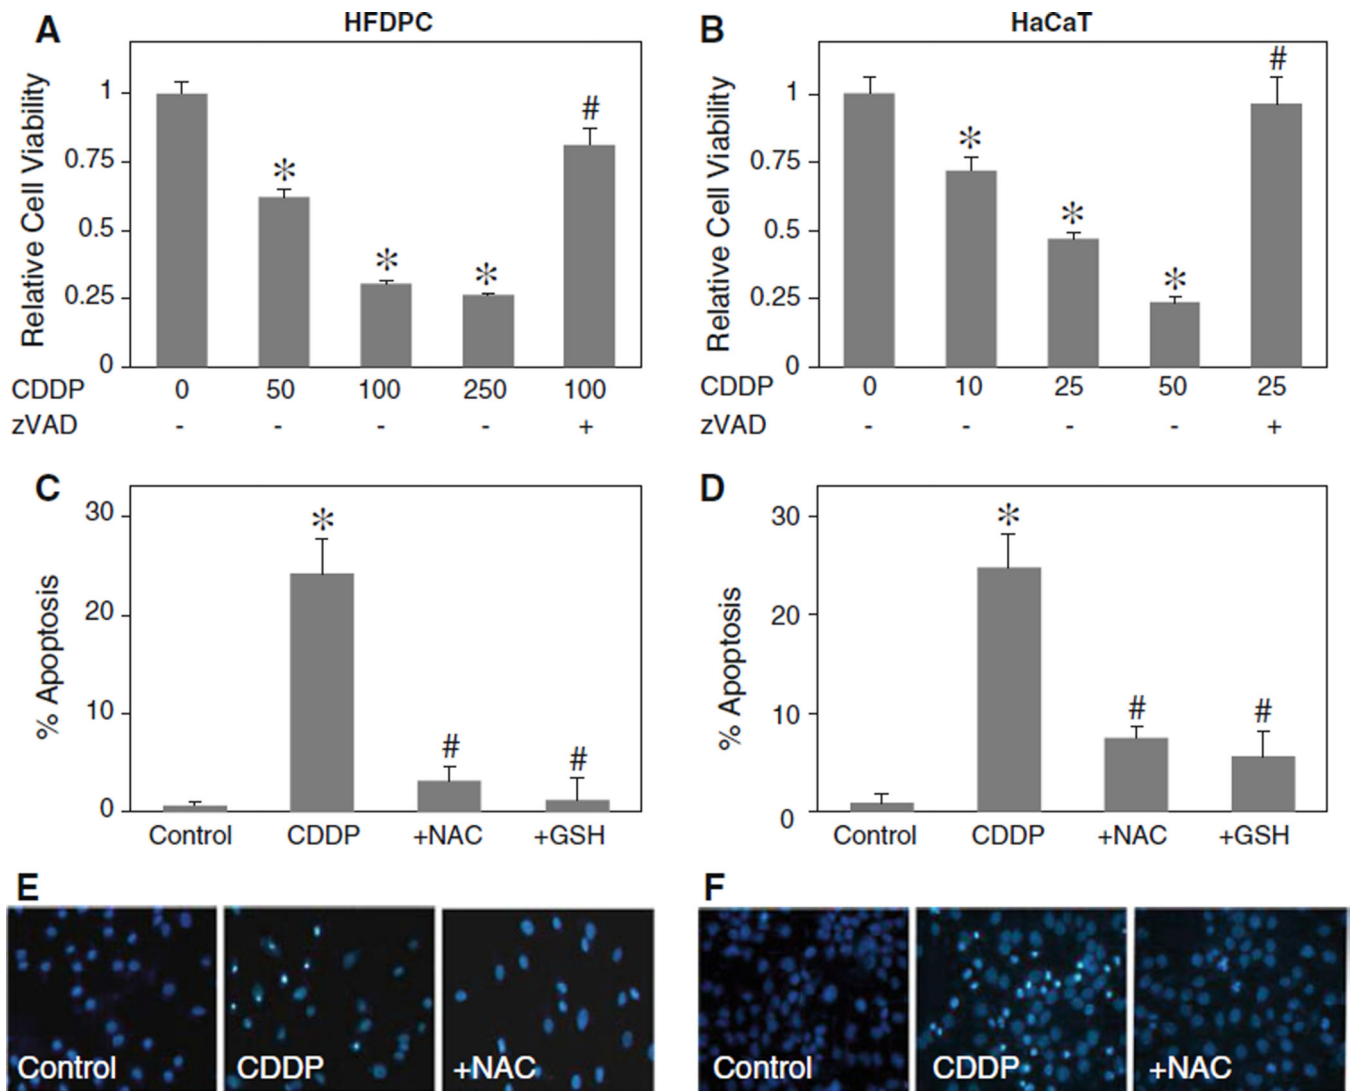 A HFDPC
Relative Cell Viability
1
0.75
0.5
0.25
0
* * * #
CDDP 0 50 100 250 100
zVAD - - - - +
B HaCaT
Relative Cell Viability
1
0.75
0.5
0.25
0
* * * #
CDDP 0 10 25 50 25
zVAD - - - - +
C
% Apoptosis
30
20
10
0
* # #
Control CDDP +NAC +GSH
D
% Apoptosis
30
20
10
0
* # #
Control CDDP +NAC +GSH
E
Control CDDP +NAC
F
Control CDDP +NAC